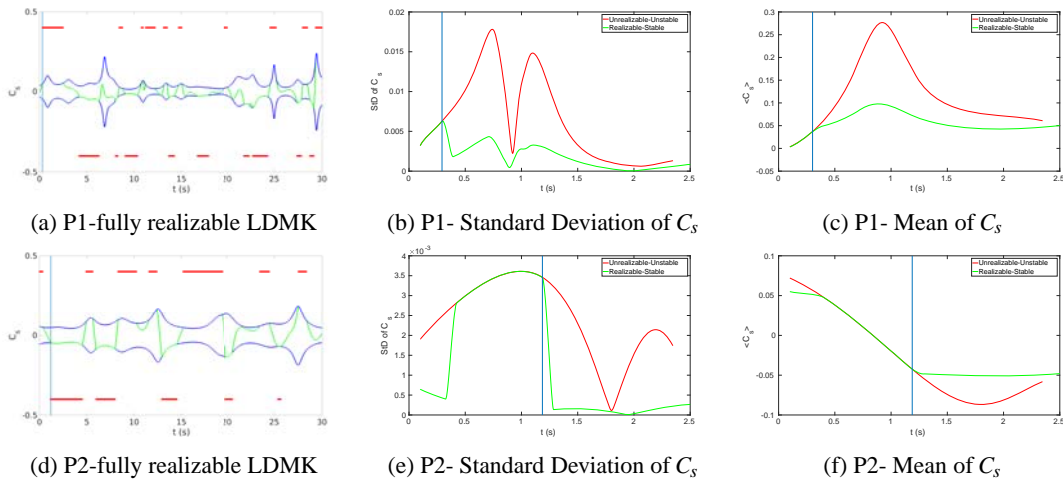 0.5
0
-0.5
C_s
0 5 10 15 20 25 30
t (s)
0.02
0.015
0.01
0.005
0
StD of C_s
Unrealizable-Unstable
Realizable-Stable
0 0.5 1 1.5 2 2.5
t (s)
0.3
0.25
0.2
0.15
0.1
0.05
0
-0.05
<C_s>
Unrealizable-Unstable
Realizable-Stable
0 0.5 1 1.5 2 2.5
t (s)
(a) P1-fully realizable LDMK
(b) P1- Standard Deviation of C_s
(c) P1- Mean of C_s
0.5
0
-0.5
C_s
0 5 10 15 20 25 30
t (s)
×10^-3
4
3.5
3
2.5
2
1.5
1
0.5
0
StD of C_s
Unrealizable-Unstable
Realizable-Stable
0 0.5 1 1.5 2 2.5
t (s)
0.1
0.05
0
-0.05
-0.1
<C_s>
Unrealizable-Unstable
Realizable-Stable
0 0.5 1 1.5 2 2.5
t (s)
(d) P2-fully realizable LDMK
(e) P2- Standard Deviation of C_s
(f) P2- Mean of C_s